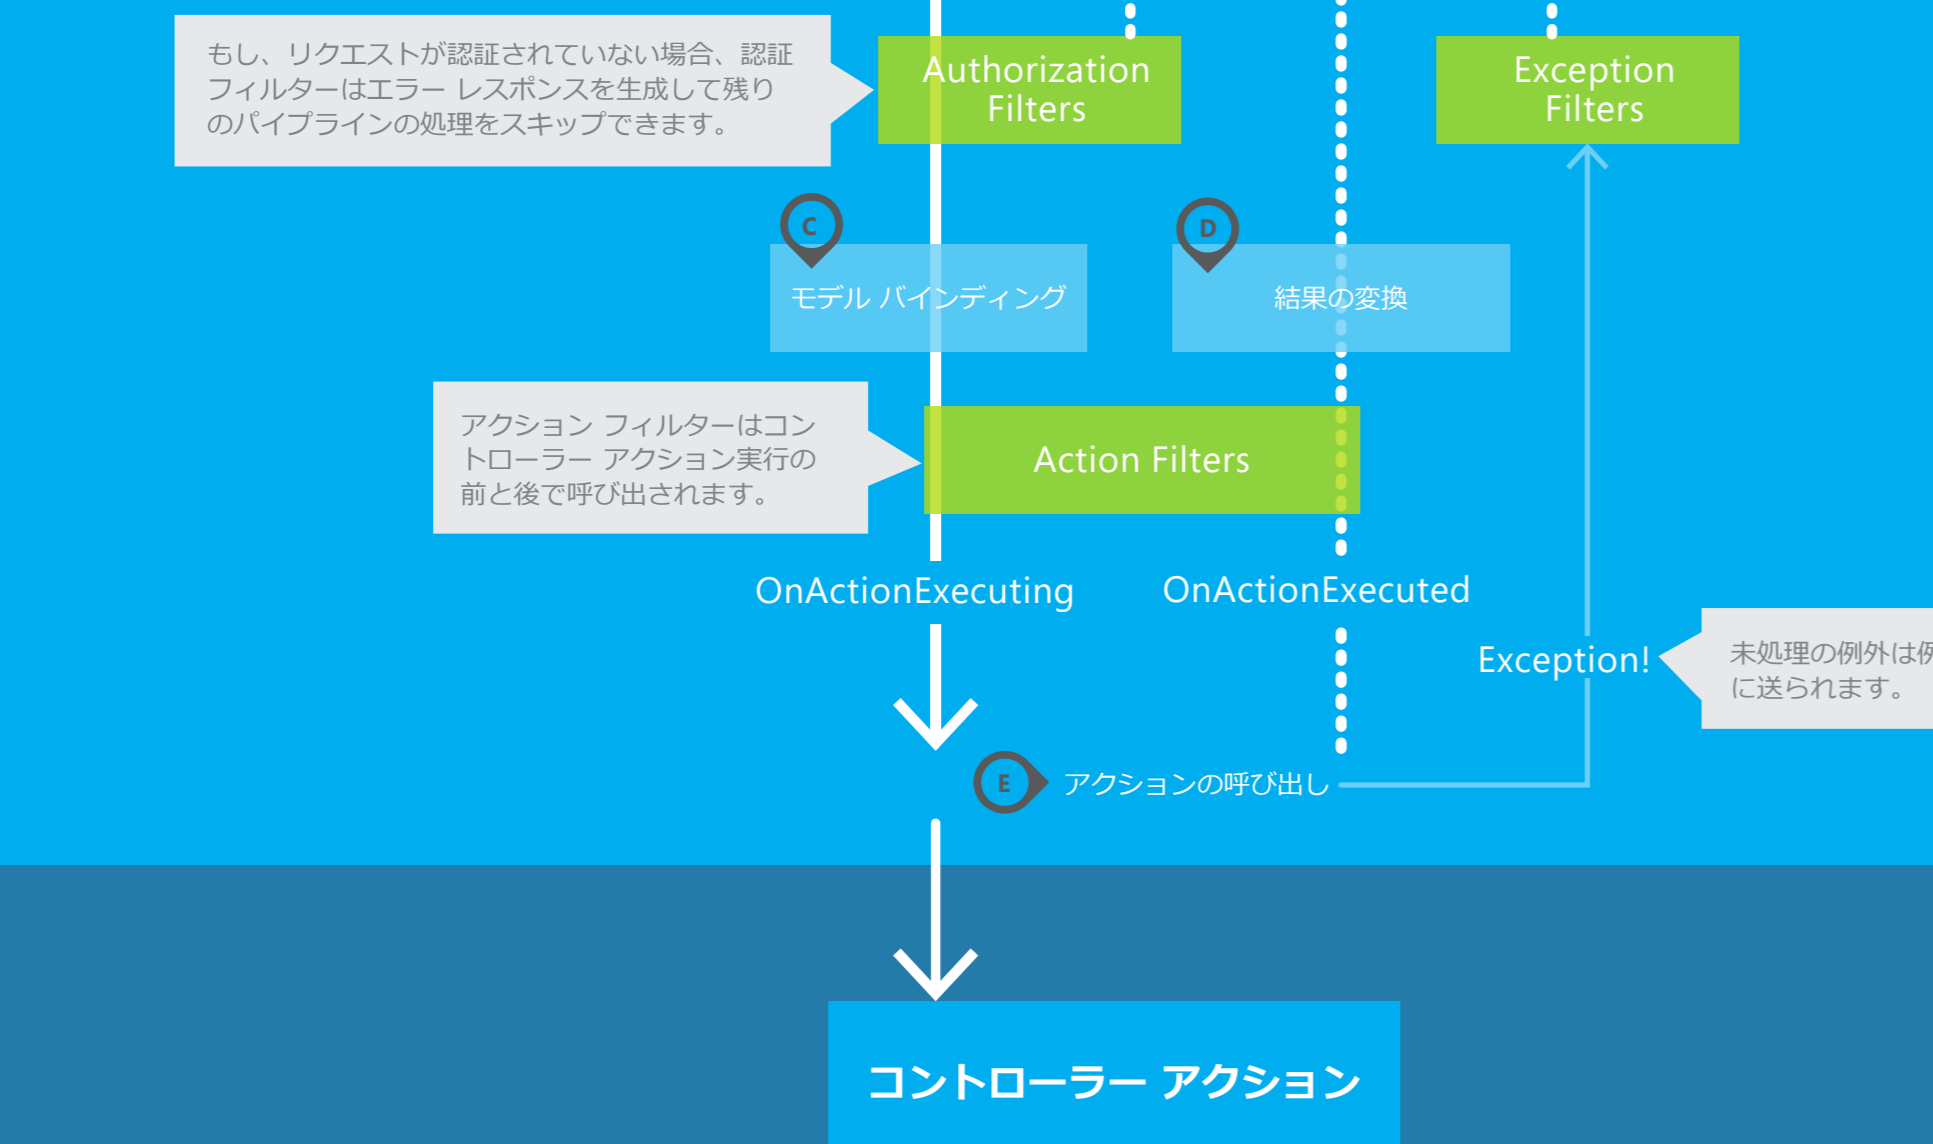 もし、リクエストが認証されていない場合、認証
フィルターはエラー レスポンスを生成して残り
のパイプラインの処理をスキップできます。
Authorization
Filters
Exception
Filters
C
モデル バインディング
D
結果の変換
アクション フィルターはコン
トローラー アクション実行の
前と後で呼び出されます。
Action Filters
OnActionExecuting
OnActionExecuted
Exception!
未処理の例外は例
に送られます。
E
アクションの呼び出し
コントローラー アクション